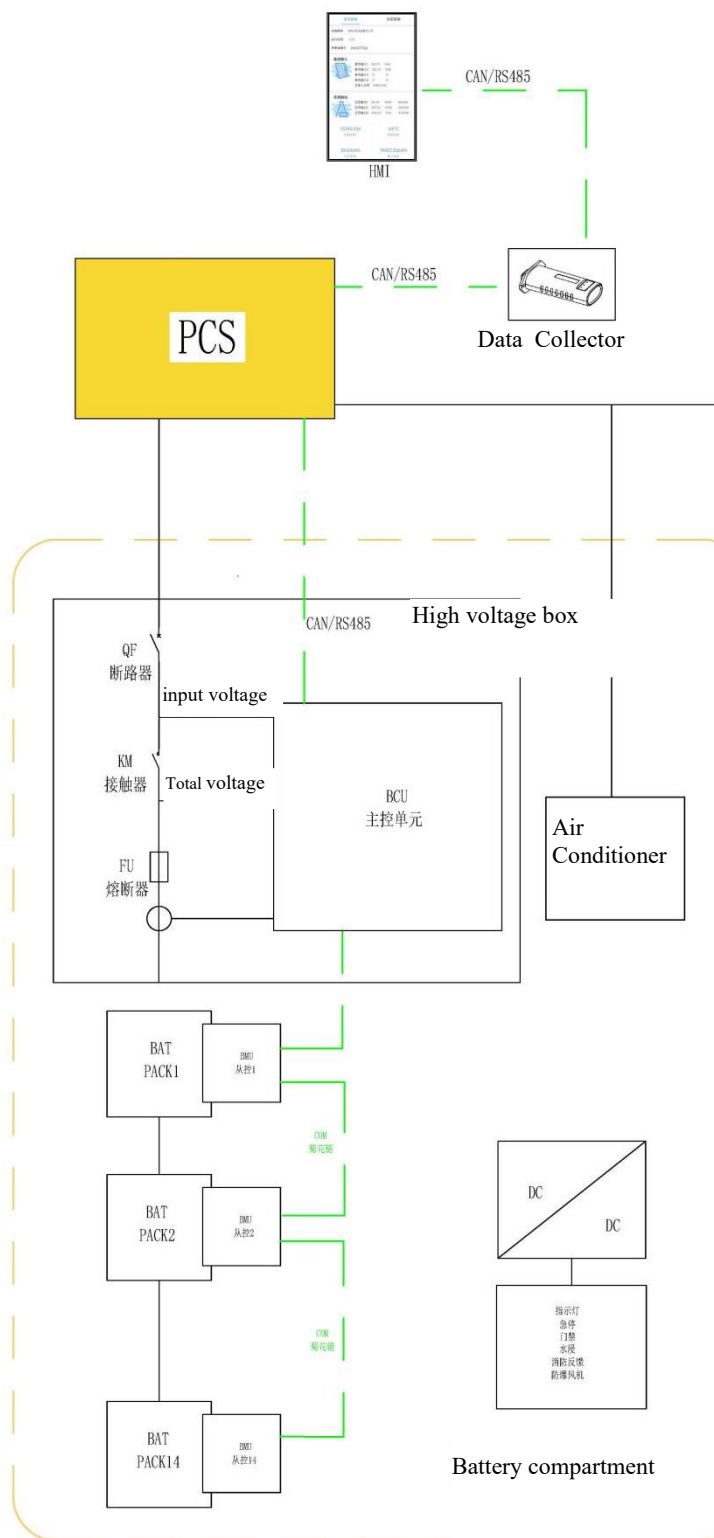 CAN/RS485
HMI
CAN/RS485
PCS
Data Collector
CAN/RS485
High voltage box
QF
断路器
input voltage
KM
接触器
Total voltage
BCU
主控单元
FU
熔断器
Air
Conditioner
BAT
PACK1
BMU
从控1
COM
菊花链
BAT
PACK2
BMU
从控2
DC
DC
COM
菊花链
指示灯
急停
门禁
水浸
消防反馈
防爆风机
BAT
PACK14
BMU
从控14
Battery compartment